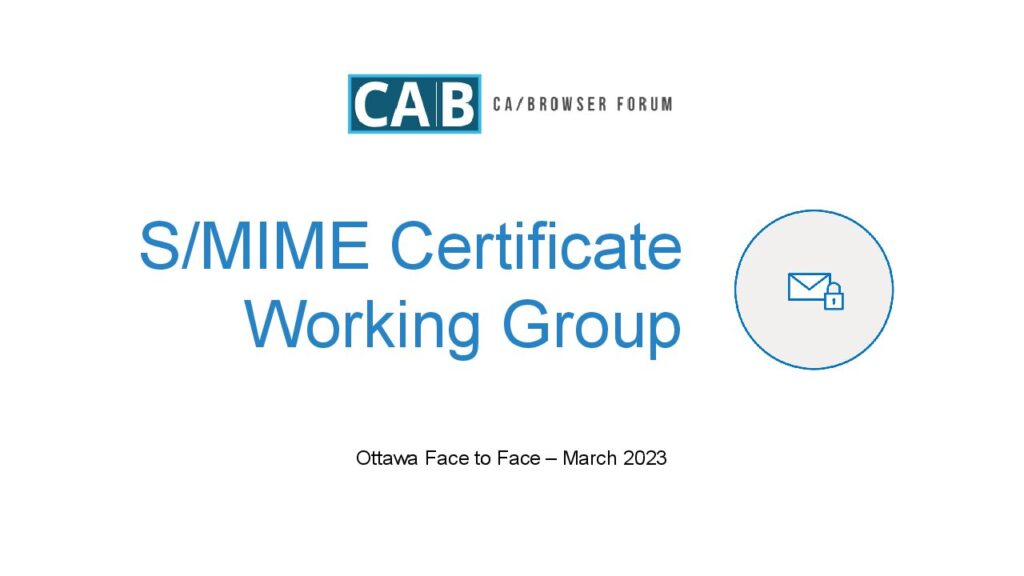 CAB CA/BROWSER FORUM
S/MIME Certificate
Working Group
Ottawa Face to Face – March 2023